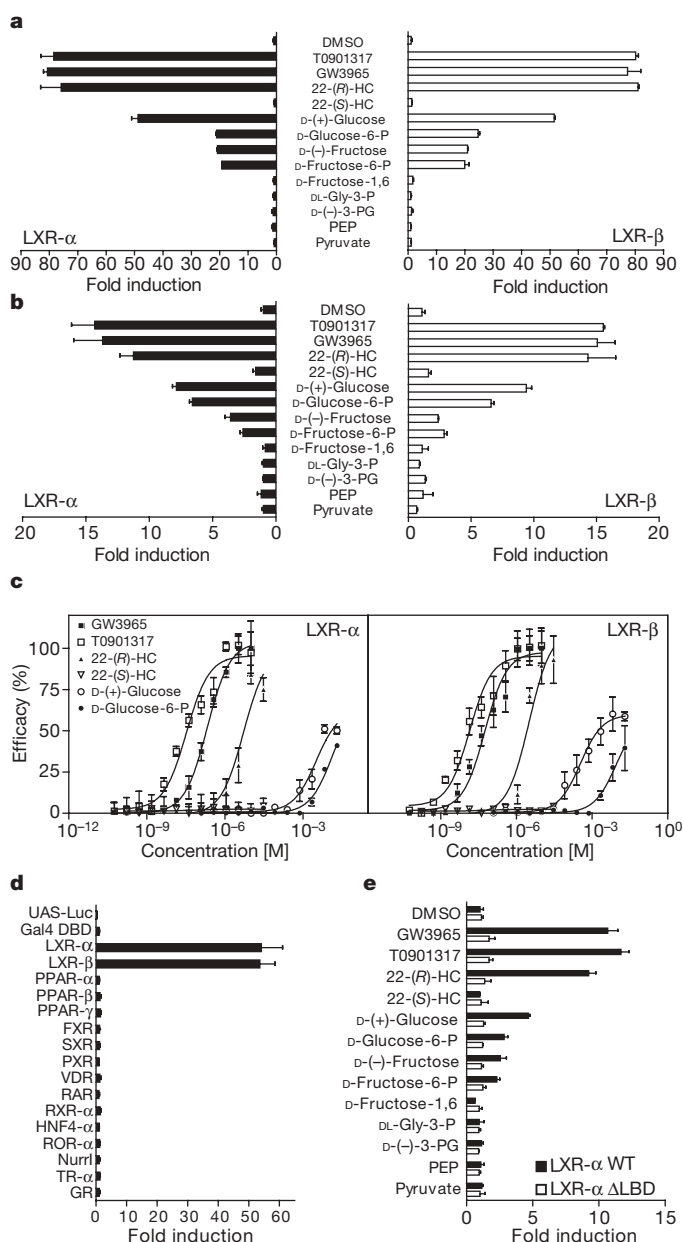 a
DMSO
T0901317
GW3965
22-(R)-HC
22-(S)-HC
D-(+)-Glucose
D-Glucose-6-P
D-(–)-Fructose
D-Fructose-6-P
D-Fructose-1,6
DL-Gly-3-P
D-(–)-3-PG
PEP
Pyruvate
LXR-α
LXR-β
90 80 70 60 50 40 30 20 10 0
0 10 20 30 40 50 60 70 80 90
Fold induction
Fold induction
b
DMSO
T0901317
GW3965
22-(R)-HC
22-(S)-HC
D-(+)-Glucose
D-Glucose-6-P
D-(–)-Fructose
D-Fructose-6-P
D-Fructose-1,6
DL-Gly-3-P
D-(–)-3-PG
PEP
Pyruvate
LXR-α
LXR-β
20 15 10 5 0
0 5 10 15 20
Fold induction
Fold induction
c
GW3965
T0901317
22-(R)-HC
22-(S)-HC
D-(+)-Glucose
D-Glucose-6-P
LXR-α
LXR-β
Efficacy (%)
100
75
50
25
0
10–12 10–9 10–6 10–3
10–9 10–6 10–3 100
Concentration [M]
Concentration [M]
d
UAS-Luc
Gal4 DBD
LXR-α
LXR-β
PPAR-α
PPAR-β
PPAR-γ
FXR
SXR
PXR
VDR
RAR
RXR-α
HNF4-α
ROR-α
Nurrl
TR-α
GR
0 10 20 30 40 50 60
Fold induction
e
DMSO
GW3965
T0901317
22-(R)-HC
22-(S)-HC
D-(+)-Glucose
D-Glucose-6-P
D-(–)-Fructose
D-Fructose-6-P
D-Fructose-1,6
DL-Gly-3-P
D-(–)-3-PG
PEP
Pyruvate
LXR-α WT
LXR-α ΔLBD
0 5 10 15
Fold induction